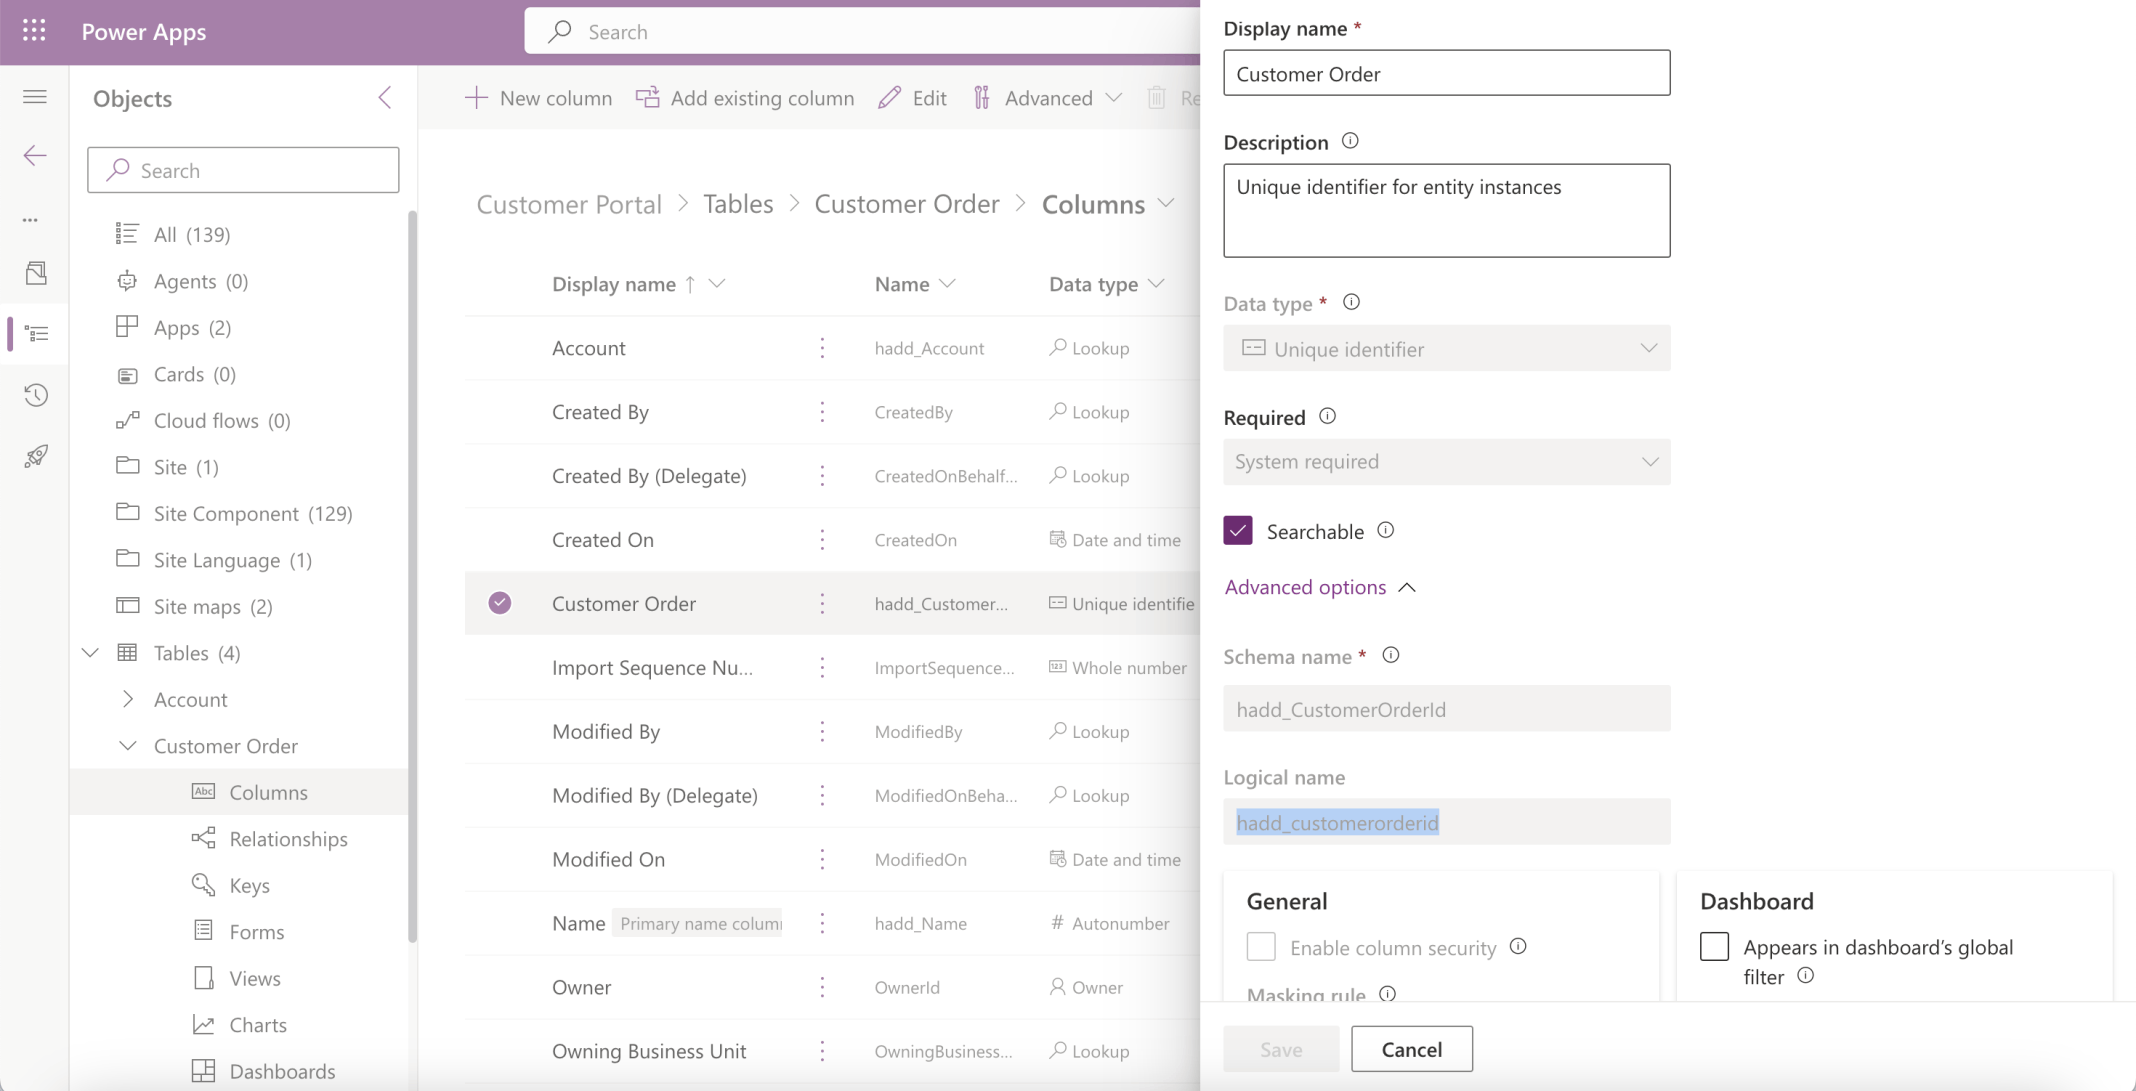 Power Apps
Search
Objects
Search
All (139)
Agents (0)
Apps (2)
Cards (0)
Cloud flows (0)
Site (1)
Site Component (129)
Site Language (1)
Site maps (2)
Tables (4)
Account
Customer Order
Abc Columns
Relationships
Keys
Forms
Views
Charts
Dashboards
New column Add existing column Edit Advanced Re
Customer Portal > Tables > Customer Order > Columns
Display name ↑ Name Data type
Account hadd_Account Lookup
Created By CreatedBy Lookup
Created By (Delegate) CreatedOnBehalf... Lookup
Created On CreatedOn Date and time
Customer Order hadd_Customer... Unique identifie
Import Sequence Nu... ImportSequence... 123 Whole number
Modified By ModifiedBy Lookup
Modified By (Delegate) ModifiedOnBeha... Lookup
Modified On ModifiedOn Date and time
Name Primary name colum hadd_Name # Autonumber
Owner OwnerId Owner
Owning Business Unit OwningBusiness... Lookup
Display name *
Customer Order
Description
Unique identifier for entity instances
Data type *
Unique identifier
Required
System required
Searchable
Advanced options
Schema name *
hadd_CustomerOrderId
Logical name
hadd_customerorderid
General
Enable column security
Masking rule
Dashboard
Appears in dashboard's global
filter
Save Cancel